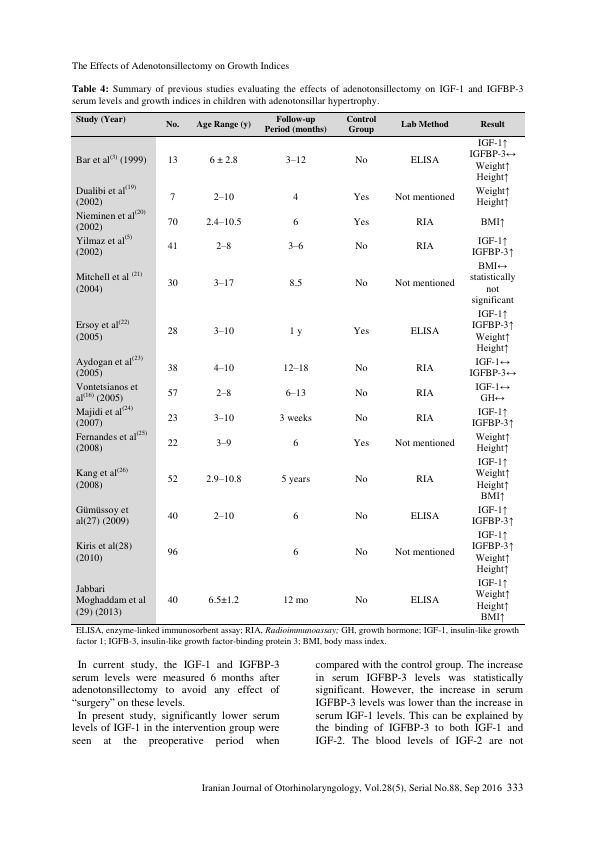 The Effects of Adenotonsillectomy on Growth Indices
Table 4: Summary of previous studies evaluating the effects of adenotonsillectomy on IGF-1 and IGFBP-3
serum levels and growth indices in children with adenotonsillar hypertrophy.
Study (Year) No. Age Range (y) Follow-up Period (months) Control Group Lab Method Result
Bar et al(3) (1999) 13 6 ± 2.8 3–12 No ELISA IGF-1↑
IGFBP-3↔
Weight↑
Height↑
Dualibi et al(19)
(2002) 7 2–10 4 Yes Not mentioned Weight↑
Height↑
Nieminen et al(20)
(2002) 70 2.4–10.5 6 Yes RIA BMI↑
Yilmaz et al(5)
(2002) 41 2–8 3–6 No RIA IGF-1↑
IGFBP-3↑
Mitchell et al (21)
(2004) 30 3–17 8.5 No Not mentioned BMI↔
statistically
not
significant
Ersoy et al(22)
(2005) 28 3–10 1 y Yes ELISA IGF-1↑
IGFBP-3↑
Weight↑
Height↑
Aydogan et al(23)
(2005) 38 4–10 12–18 No RIA IGF-1↔
IGFBP-3↔
Vontetsianos et
al(16) (2005) 57 2–8 6–13 No RIA IGF-1↔
GH↔
Majidi et al(24)
(2007) 23 3–10 3 weeks No RIA IGF-1↑
IGFBP-3↑
Fernandes et al(25)
(2008) 22 3–9 6 Yes Not mentioned Weight↑
Height↑
Kang et al(26)
(2008) 52 2.9–10.8 5 years No RIA IGF-1↑
Weight↑
Height↑
BMI↑
Gümüssoy et
al(27) (2009) 40 2–10 6 No ELISA IGF-1↑
IGFBP-3↑
Kiris et al(28)
(2010) 96 6 No Not mentioned IGF-1↑
IGFBP-3↑
Weight↑
Height↑
Jabbari
Moghaddam et al
(29) (2013) 40 6.5±1.2 12 mo No ELISA IGF-1↑
Weight↑
Height↑
BMI↑
ELISA, enzyme-linked immunosorbent assay; RIA, Radioimmunoassay; GH, growth hormone; IGF-1, insulin-like growth
factor 1; IGFB-3, insulin-like growth factor-binding protein 3; BMI, body mass index.
In current study, the IGF-1 and IGFBP-3
serum levels were measured 6 months after
adenotonsillectomy to avoid any effect of
“surgery” on these levels.
In present study, significantly lower serum
levels of IGF-1 in the intervention group were
seen at the preoperative period when
compared with the control group. The increase
in serum IGFBP-3 levels was statistically
significant. However, the increase in serum
IGFBP-3 levels was lower than the increase in
serum IGF-1 levels. This can be explained by
the binding of IGFBP-3 to both IGF-1 and
IGF-2. The blood levels of IGF-2 are not
Iranian Journal of Otorhinolaryngology, Vol.28(5), Serial No.88, Sep 2016 333